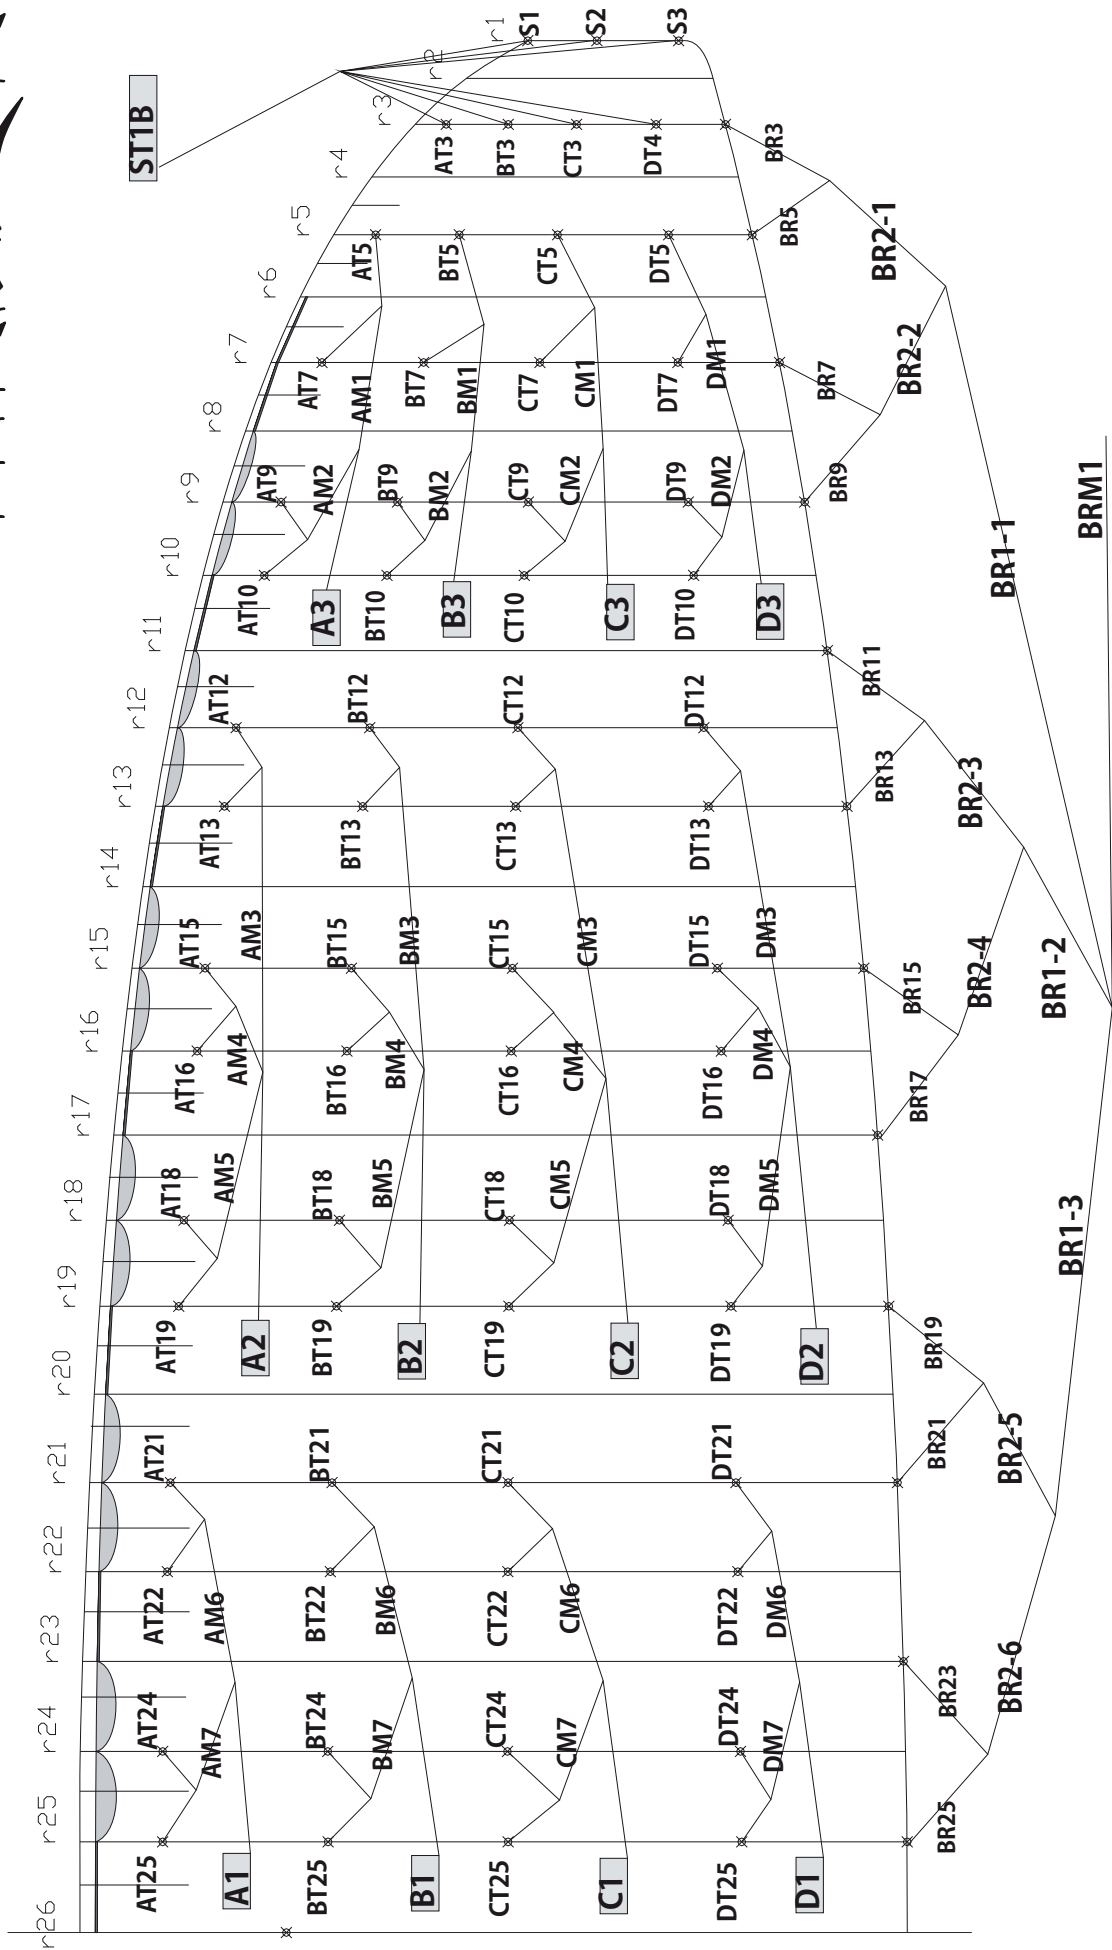 r26 r25 r24 r23 r22 r21 r20 r19 r18 r17 r16 r15 r14 r13 r12 r11 r10 r9 r8 r7 r6 r5 r4 r3 r2 r1
ST1B
AT25 AT24 AT22 AT21 AT19 AT18 AT16 AT15 AT13 AT12 AT10 AT9 AT7 AT5 AT3 S1
AM7 AM6 AM5 AM4 AM3 AM2 AM1
A1 A2 A3
BT25 BT24 BT22 BT21 BT19 BT18 BT16 BT15 BT13 BT12 BT10 BT9 BT7 BT5 BT3 S2
BM7 BM6 BM5 BM4 BM3 BM2 BM1
B1 B2 B3
CT25 CT24 CT22 CT21 CT19 CT18 CT16 CT15 CT13 CT12 CT10 CT9 CT7 CT5 CT3 S3
CM7 CM6 CM5 CM4 CM3 CM2 CM1
C1 C2 C3
DT25 DT24 DT22 DT21 DT19 DT18 DT16 DT15 DT13 DT12 DT10 DT9 DT7 DT5 DT4
DM7 DM6 DM5 DM4 DM3 DM2 DM1
D1 D2 D3
BR25 BR23 BR21 BR19 BR17 BR15 BR13 BR11 BR9 BR7 BR5 BR3
BR2-6 BR2-5 BR2-4 BR2-3 BR2-2 BR2-1
BR1-3 BR1-2 BR1-1
BRM1